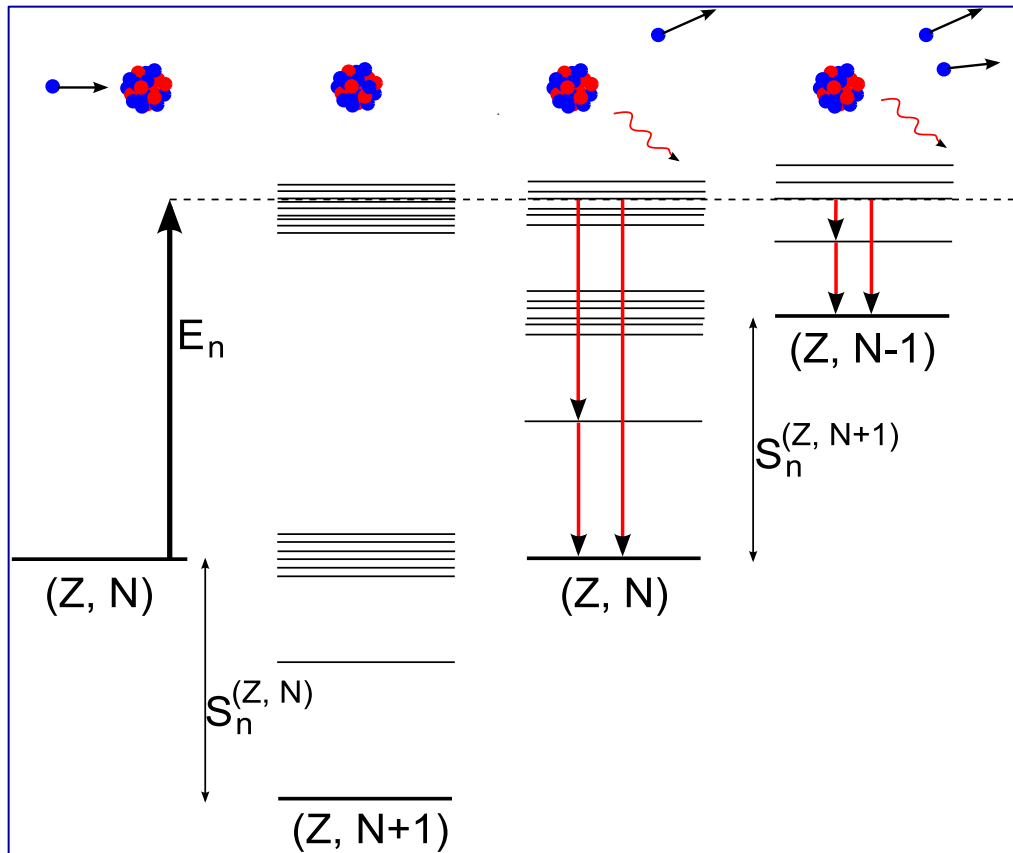 Eₙ
(Z, N-1)
Sₙ^(Z, N+1)
(Z, N)
(Z, N)
Sₙ^(Z, N)
(Z, N+1)